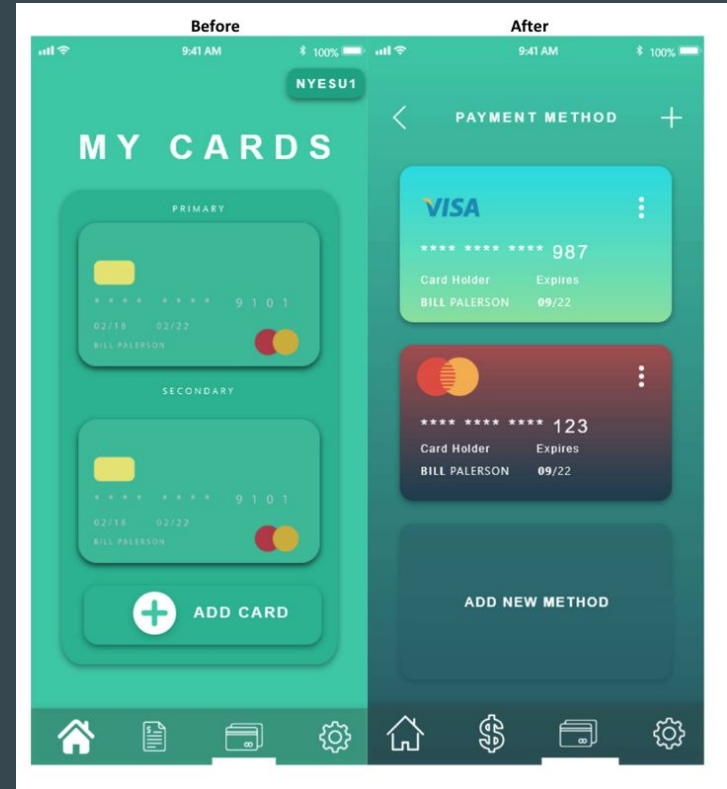 Before
After
9:41 AM
100%
9:41 AM
100%
NYESU1
MY CARDS
PRIMARY
* * * * * * * * 9101
02/18 02/22
BILL PALERSON
SECONDARY
* * * * * * * * 9101
02/18 02/22
BILL PALERSON
ADD CARD
PAYMENT METHOD
VISA
**** **** **** 987
Card Holder Expires
BILL PALERSON 09/22
**** **** **** 123
Card Holder Expires
BILL PALERSON 09/22
ADD NEW METHOD